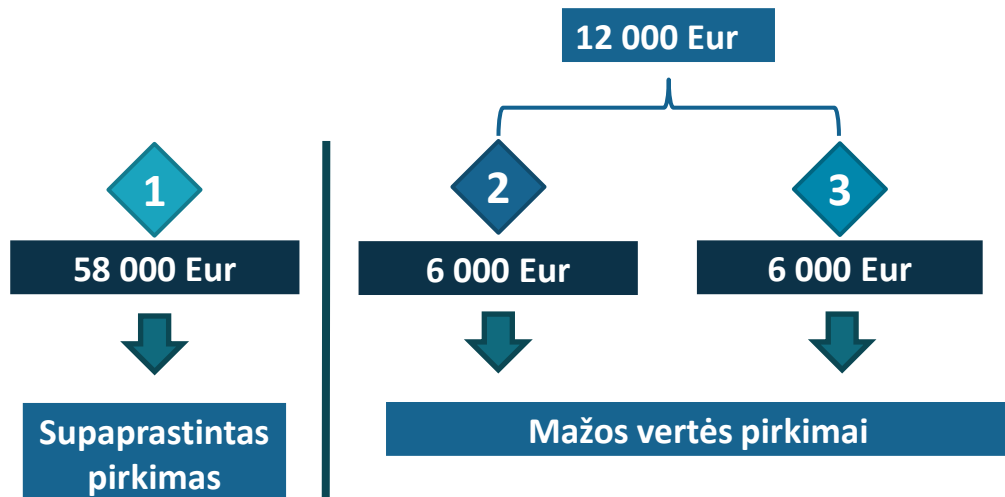 12 000 Eur
1
2
3
58 000 Eur
6 000 Eur
6 000 Eur
Supaprastintas
pirkimas
Mažos vertės pirkimai